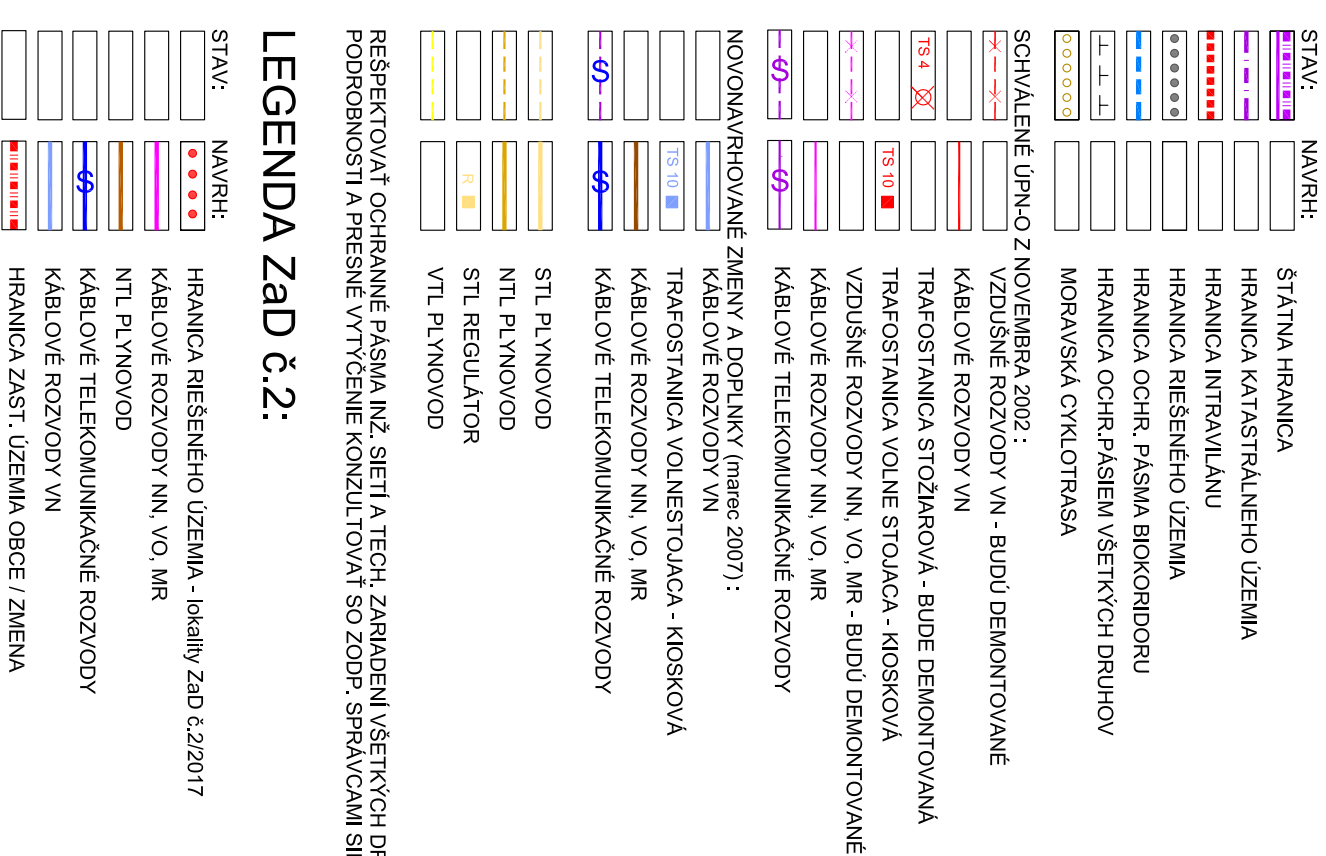 STAV: NAVRH:
ŠTÁTNA HRANICA
HRANICA KATASTRÁLNEHO ÚZEMIA
HRANICA INTRAVILÁNU
HRANICA RIEŠENÉHO ÚZEMIA
HRANICA OCHR. PÁSMA BIOKORIDORU
HRANICA OCHR.PÁSIEM VŠETKÝCH DRUHOV
MORAVSKÁ CYKLOTRASA
SCHVÁLENÉ ÚPN-O Z NOVEMBRA 2002 :
VZDUŠNÉ ROZVODY VN - BUDÚ DEMONTOVANÉ
KÁBLOVÉ ROZVODY VN
TS 4 TRAFOSTANICA STOŽIAROVÁ - BUDE DEMONTOVANÁ
TS 10 TRAFOSTANICA VOLNE STOJACA - KIOSKOVÁ
VZDUŠNÉ ROZVODY NN, VO, MR - BUDÚ DEMONTOVANÉ
KÁBLOVÉ ROZVODY NN, VO, MR
S S KÁBLOVÉ TELEKOMUNIKAČNÉ ROZVODY
NOVONAVRHOVANÉ ZMENY A DOPLNKY (marec 2007) :
KÁBLOVÉ ROZVODY VN
TS 10 TRAFOSTANICA VOLNESTOJACA - KIOSKOVÁ
KÁBLOVÉ ROZVODY NN, VO, MR
S S KÁBLOVÉ TELEKOMUNIKAČNÉ ROZVODY
STL PLYNOVOD
NTL PLYNOVOD
R STL REGULÁTOR
VTL PLYNOVOD
REŠPEKTOVAŤ OCHRANNÉ PÁSMA INŽ. SIETÍ A TECH. ZARIADENÍ VŠETKÝCH
PODROBNOSTI A PRESNÉ VYTÝČENIE KONZULTOVAŤ SO ZODP. SPRÁVCAMI
LEGENDA ZaD č.2:
STAV: NAVRH:
HRANICA RIEŠENÉHO ÚZEMIA - lokality ZaD č.2/2017
KÁBLOVÉ ROZVODY NN, VO, MR
NTL PLYNOVOD
S KÁBLOVÉ TELEKOMUNIKAČNÉ ROZVODY
KÁBLOVÉ ROZVODY VN
HRANICA ZAST. ÚZEMIA OBCE / ZMENA